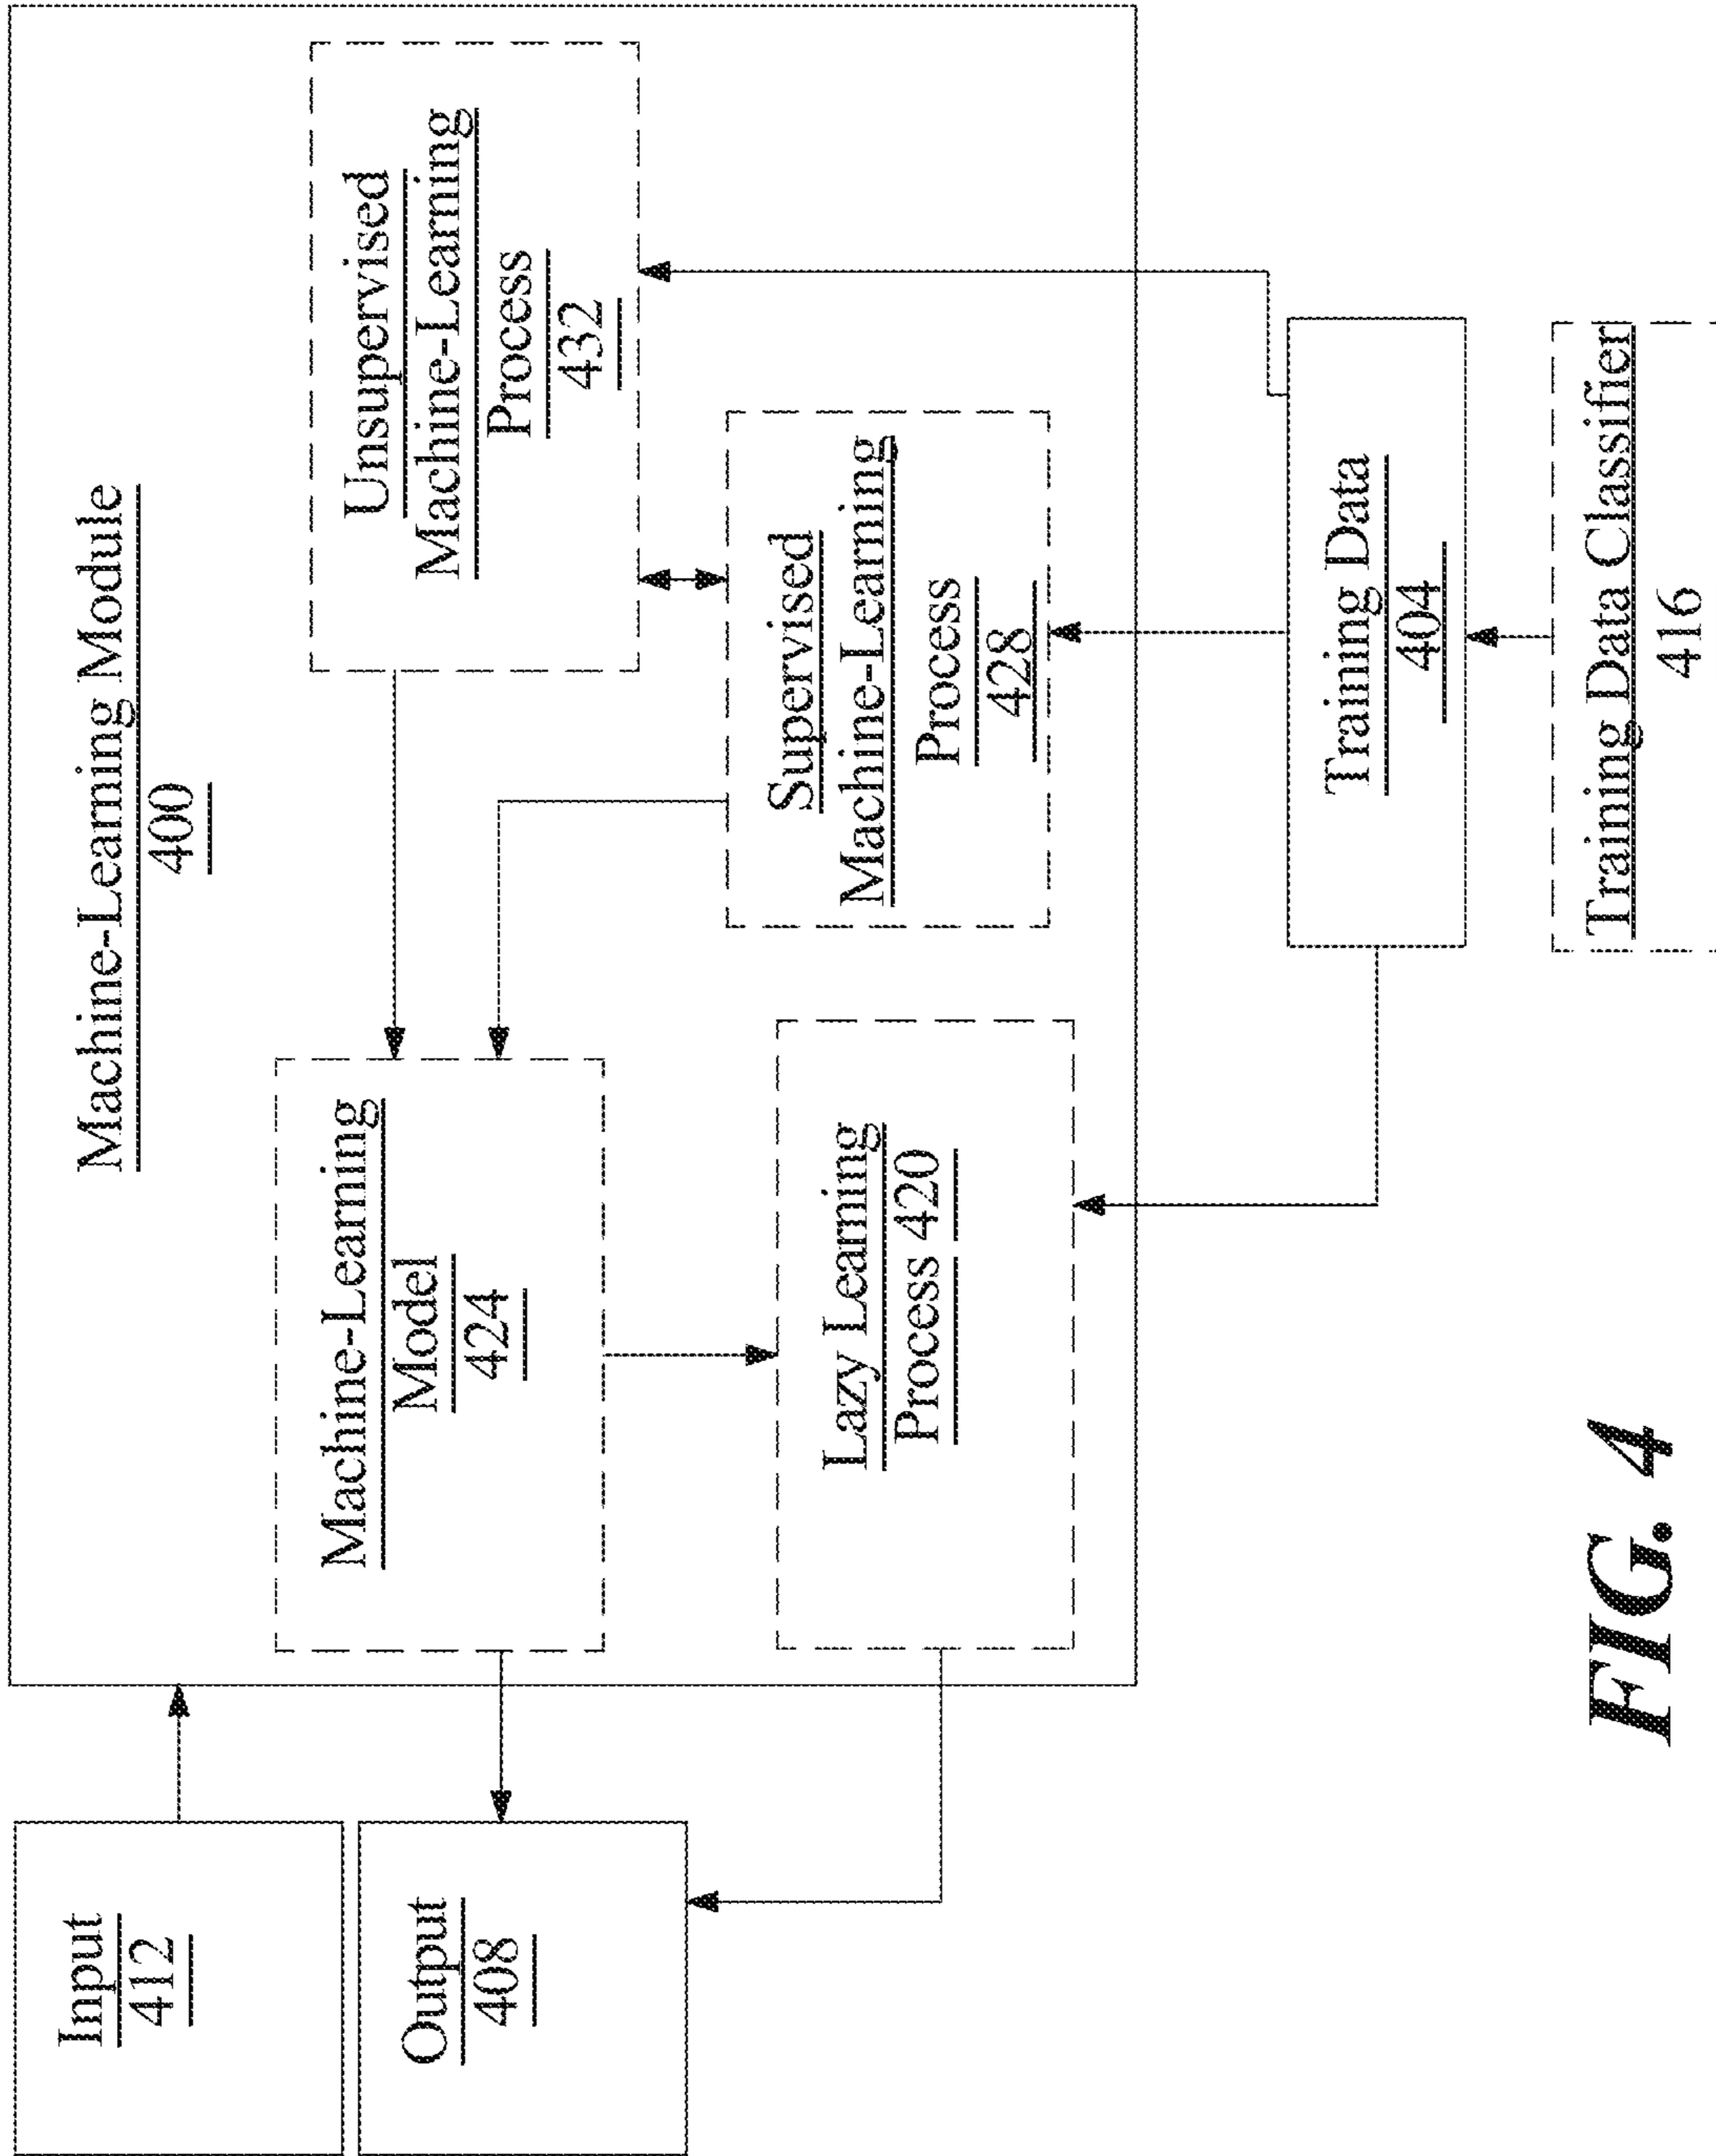 Machine-Learning Module
400
Input
412
Output
408
Machine-Learning
Model
424
Unsupervised
Machine-Learning
Process
432
Lazy Learning
Process 420
Supervised
Machine-Learning
Process
428
Training Data
404
Training Data Classifier
416
FIG. 4